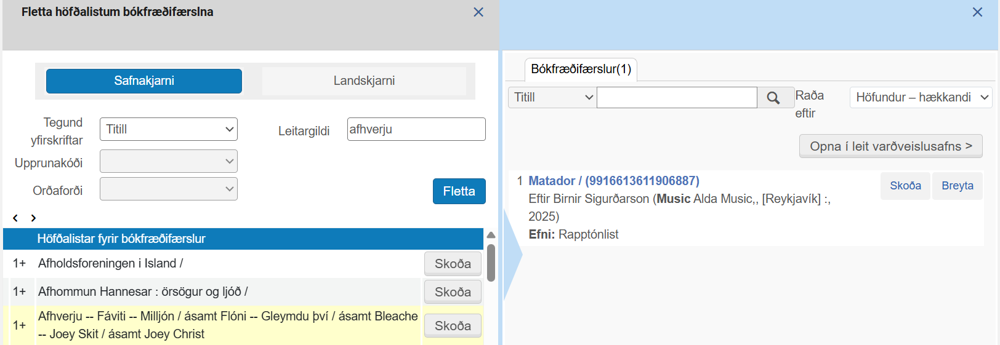 Fletta höfðalistum bókfræðifærslna
Safnakjarni
Landskjarni
Tegund
yfirskriftar
Titill
Leitargildi
afhverju
Upprunakóði
Orðaforði
Fletta
Höfðalistar fyrir bókfræðifærslur
1+ Afholdsforeningen i Island / Skoða
1+ Afhommun Hannesar : örsögur og ljóð / Skoða
1+ Afhverju -- Fáviti -- Milljón / ásamt Flóni -- Gleymdu því / ásamt Bleache
-- Joey Skit / ásamt Joey Christ
Skoða
Bókfræðifærslur(1)
Titill
Raða
eftir
Höfundur – hækkandi
Opna í leit varðveislusafns >
1 Matador / (9916613611906887)
Skoða
Breyta
Eftir Birnir Sigurðarson (Music Alda Music,, [Reykjavík] :,
2025)
Efni: Rapptónlist